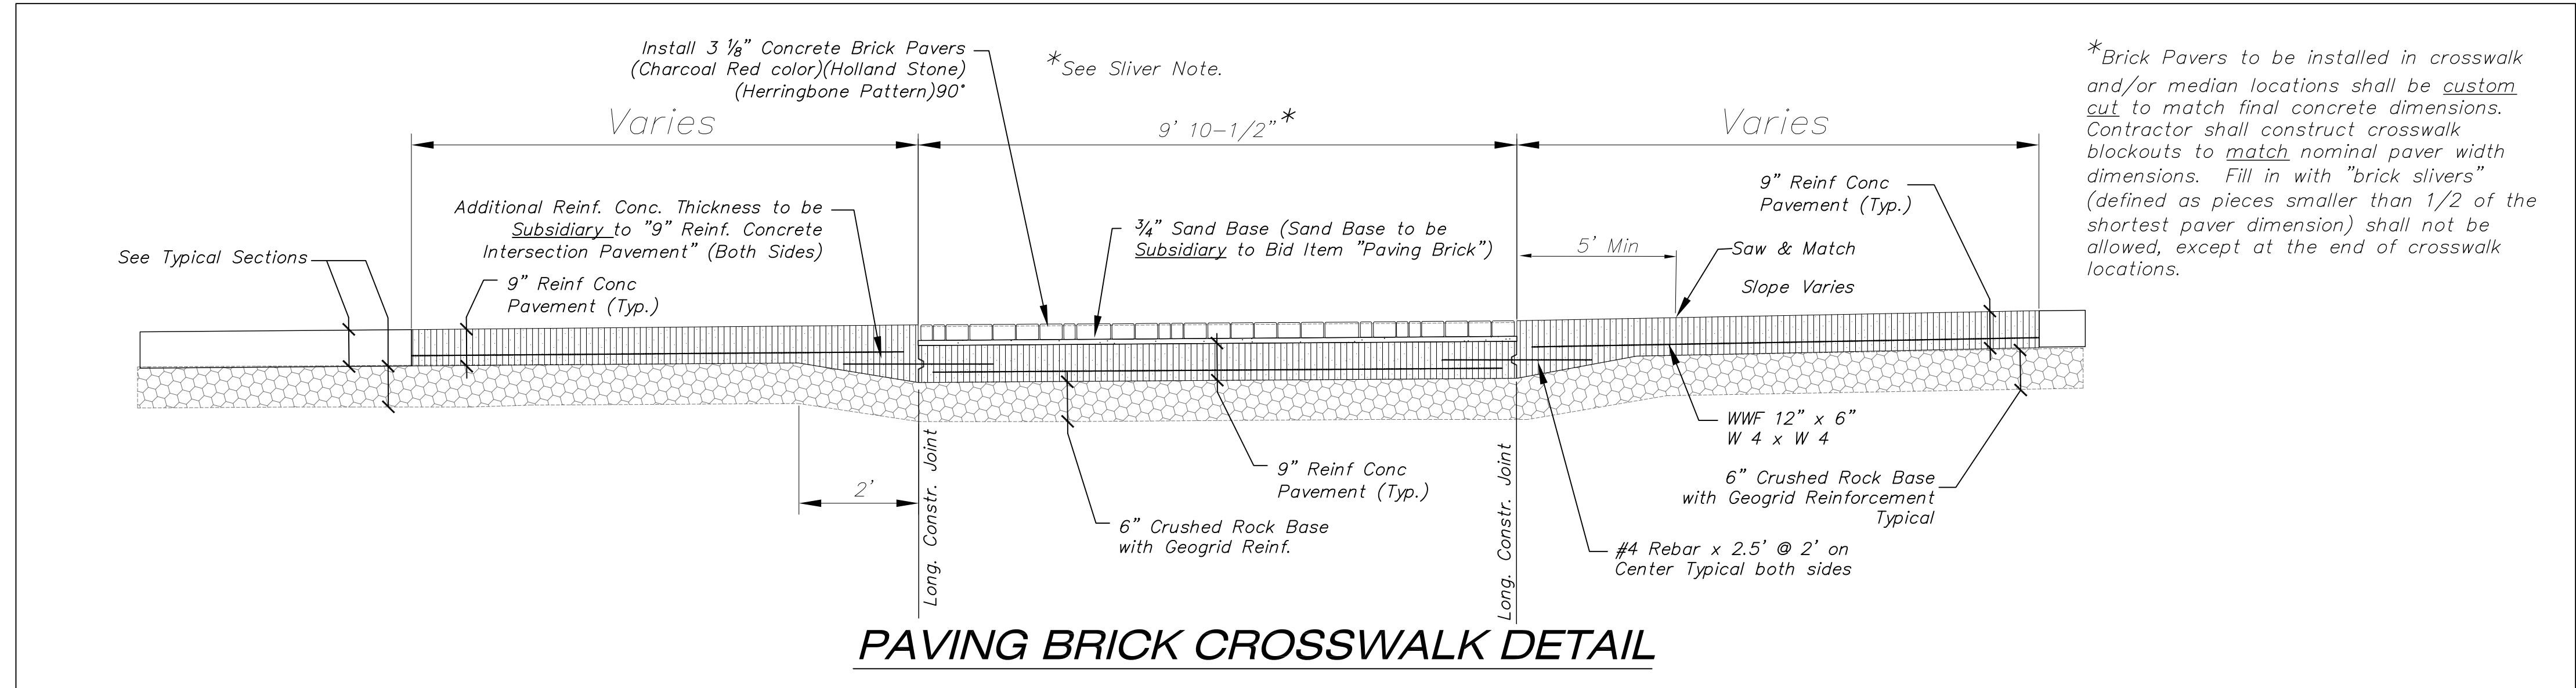 Install 3 ⅛" Concrete Brick Pavers
(Charcoal Red color)(Holland Stone)
(Herringbone Pattern)90°
*See Sliver Note.
*Brick Pavers to be installed in crosswalk
and/or median locations shall be custom
cut to match final concrete dimensions.
Contractor shall construct crosswalk
blockouts to match nominal paver width
dimensions. Fill in with "brick slivers"
(defined as pieces smaller than 1/2 of the
shortest paver dimension) shall not be
allowed, except at the end of crosswalk
locations.
Varies
9' 10-1/2"*
Varies
Additional Reinf. Conc. Thickness to be
Subsidiary to "9" Reinf. Concrete
Intersection Pavement" (Both Sides)
See Typical Sections
9" Reinf Conc
Pavement (Typ.)
¾" Sand Base (Sand Base to be
Subsidiary to Bid Item "Paving Brick")
5' Min
9" Reinf Conc
Pavement (Typ.)
Saw & Match
Slope Varies
2'
Long. Constr. Joint
6" Crushed Rock Base
with Geogrid Reinf.
9" Reinf Conc
Pavement (Typ.)
Long. Constr. Joint
WWF 12" x 6"
W 4 x W 4
6" Crushed Rock Base
with Geogrid Reinforcement
Typical
#4 Rebar x 2.5' @ 2' on
Center Typical both sides
PAVING BRICK CROSSWALK DETAIL